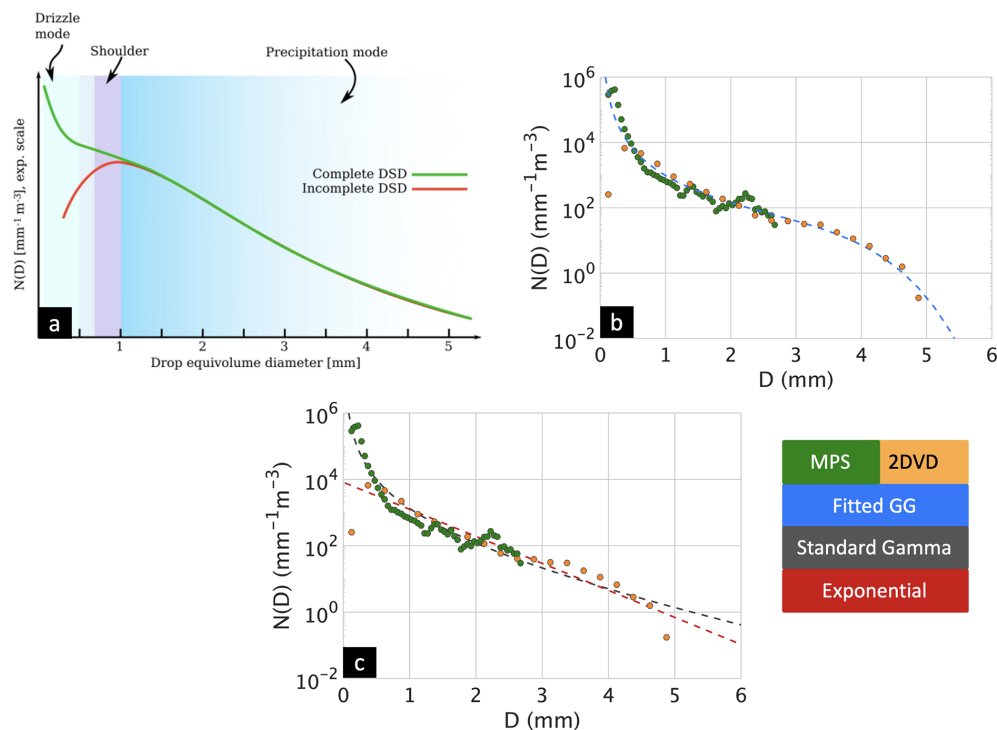 Drizzle
mode
Shoulder
Precipitation mode
N(D) [mm⁻¹ m⁻³], exp. scale
Complete DSD
Incomplete DSD
a
1 2 3 4 5
Drop equivolume diameter [mm]
N(D) (mm⁻¹m⁻³)
10⁶
10⁴
10²
10⁰
10⁻²
b
0 1 2 3 4 5 6
D (mm)
N(D) (mm⁻¹m⁻³)
10⁶
10⁴
10²
10⁰
10⁻²
c
0 1 2 3 4 5 6
D (mm)
MPS 2DVD
Fitted GG
Standard Gamma
Exponential